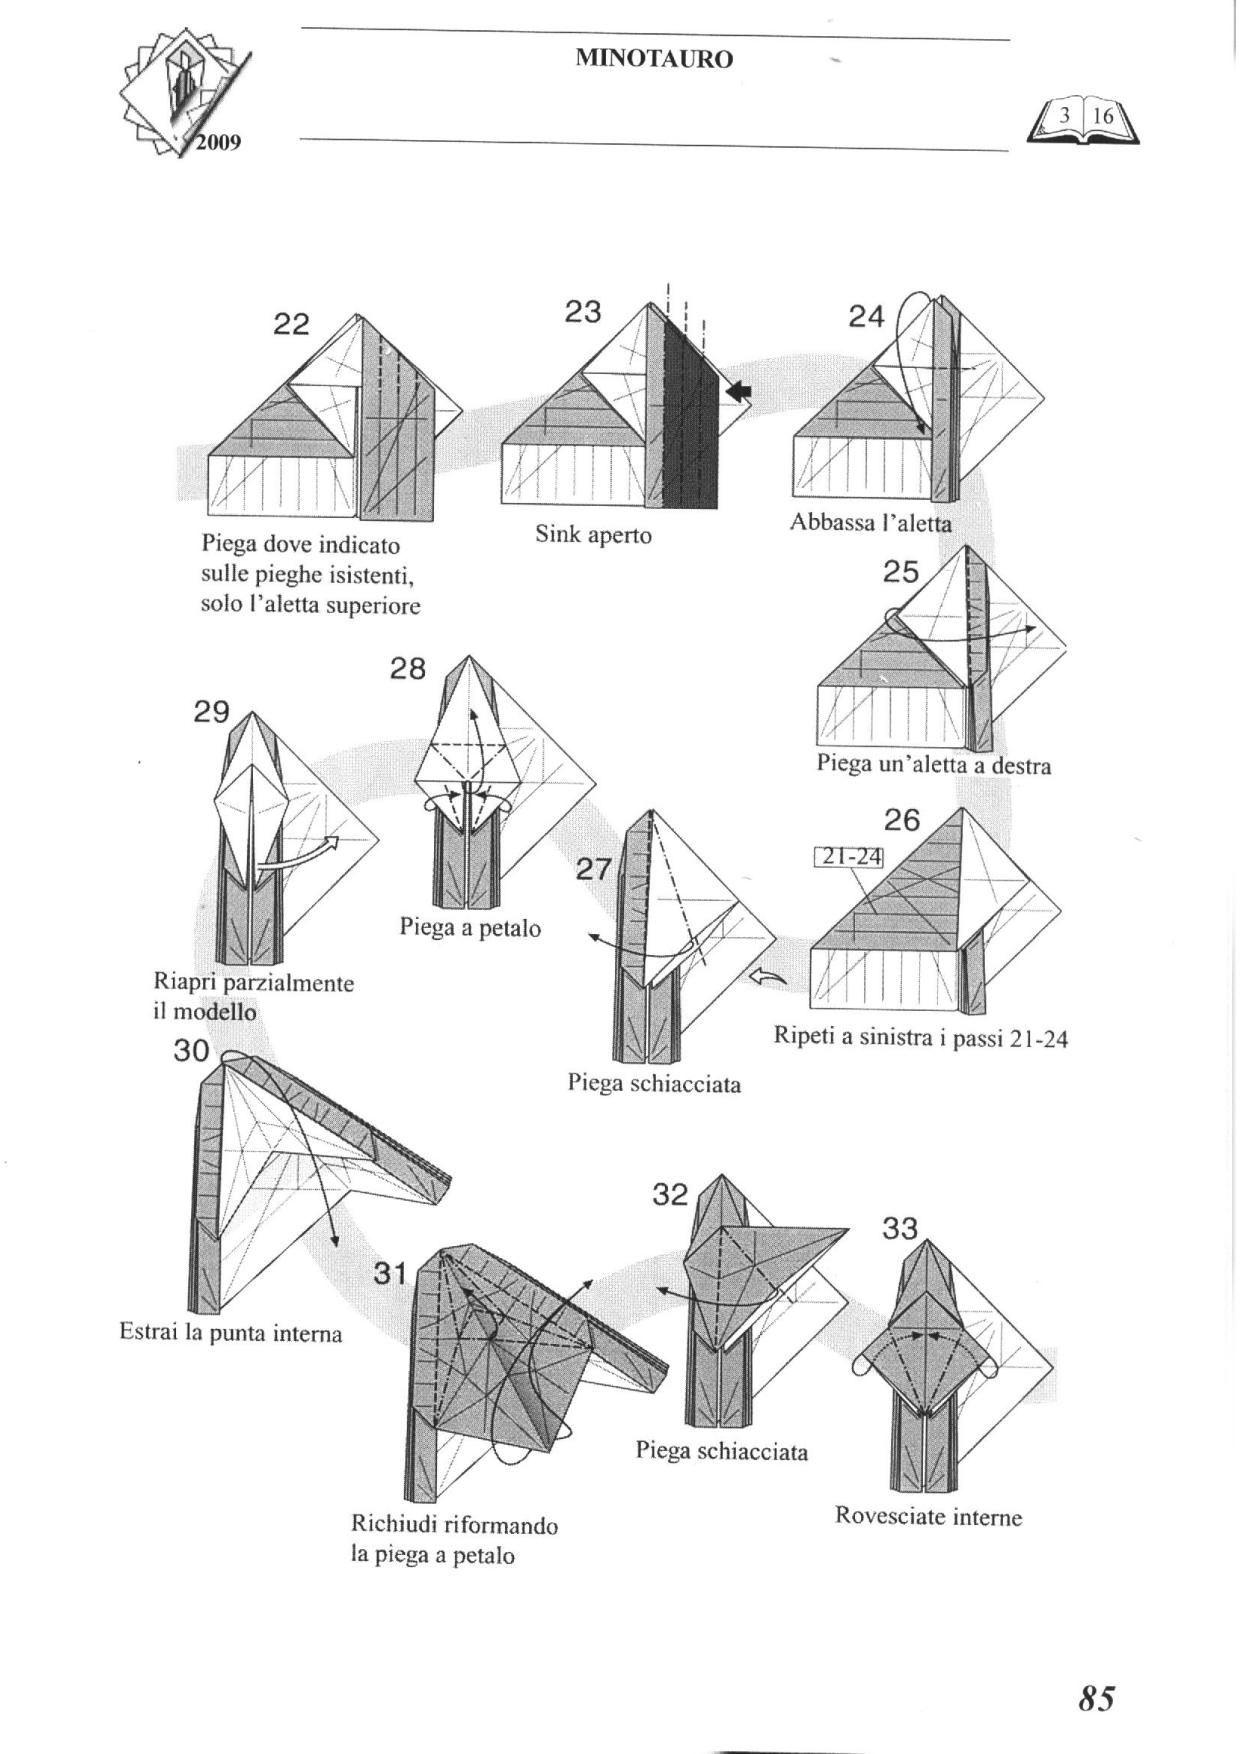 MINOTAURO
2009
3 16
22
Piega dove indicato
sulle pieghe isistenti,
solo l'aletta superiore
23
Sink aperto
24
Abbassa l'aletta
25
Piega un'aletta a destra
26
21-24
Ripeti a sinistra i passi 21-24
27
Piega schiacciata
28
Piega a petalo
29
Riapri parzialmente
il modello
30
Estrai la punta interna
31
Richiudi riformando
la piega a petalo
32
Piega schiacciata
33
Rovesciate interne
85